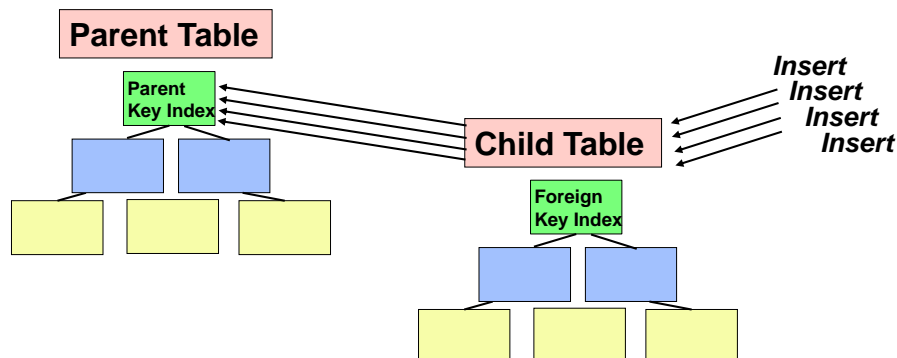 Parent Table
Parent
Key Index
Insert
Insert
Insert
Insert
Child Table
Foreign
Key Index